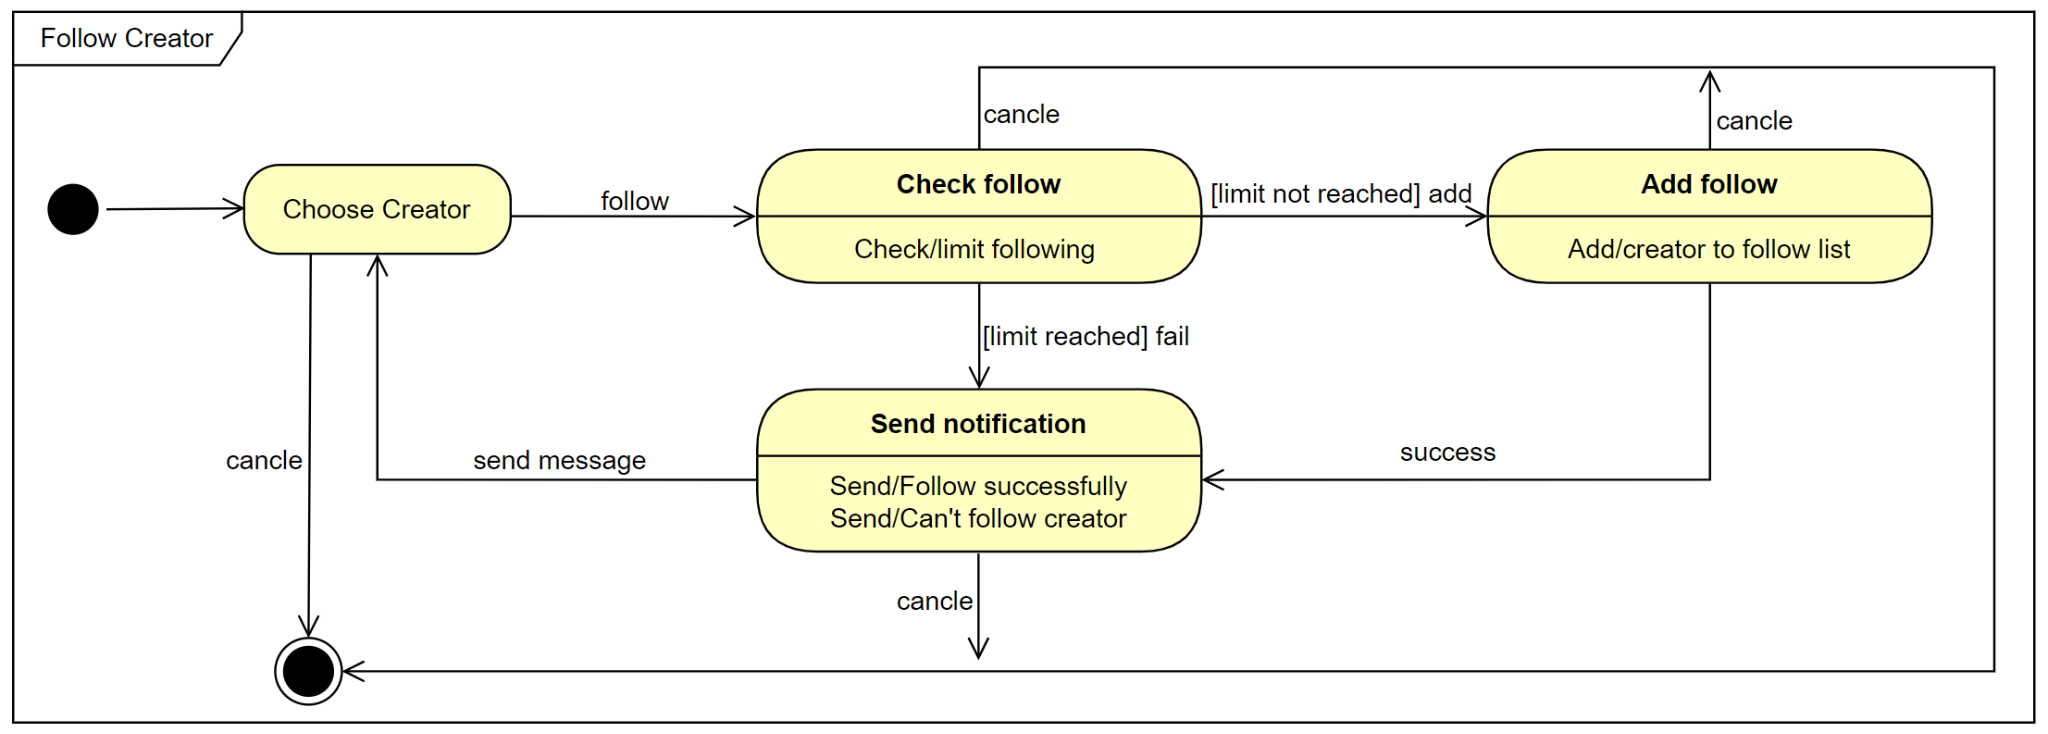 Follow Creator
cancle
cancle
Choose Creator
follow
Check follow
Check/limit following
[limit not reached] add
Add follow
Add/creator to follow list
[limit reached] fail
cancle
send message
Send notification
Send/Follow successfully
Send/Can't follow creator
success
cancle